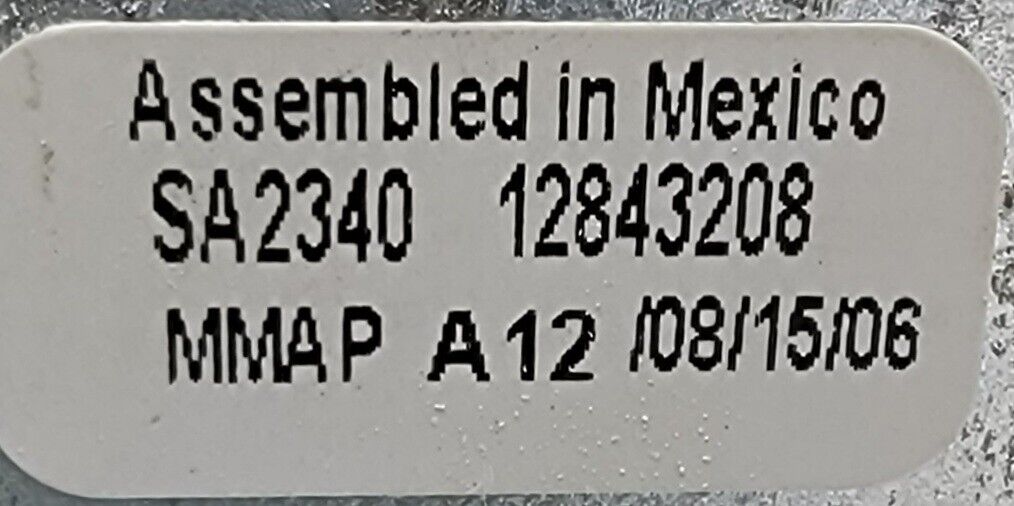 Assembled in Mexico
SA2340 12843208
MMAP A12 /08/15/06